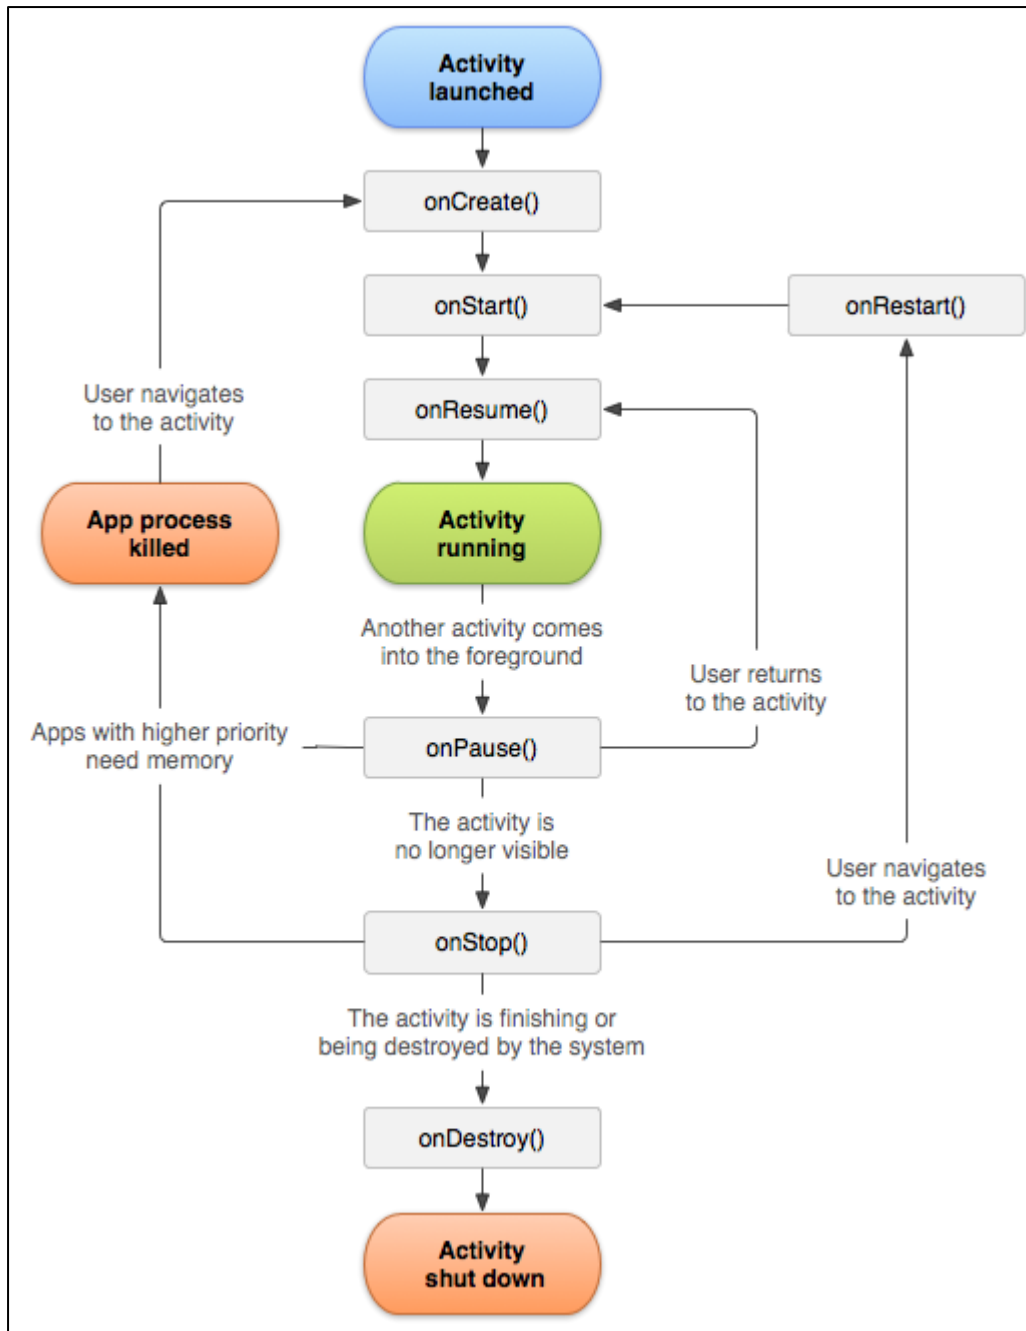 Activity
launched
onCreate()
onStart()
onRestart()
User navigates
to the activity
onResume()
App process
killed
Activity
running
Another activity comes
into the foreground
User returns
to the activity
Apps with higher priority
need memory
onPause()
The activity is
no longer visible
User navigates
to the activity
onStop()
The activity is finishing or
being destroyed by the system
onDestroy()
Activity
shut down